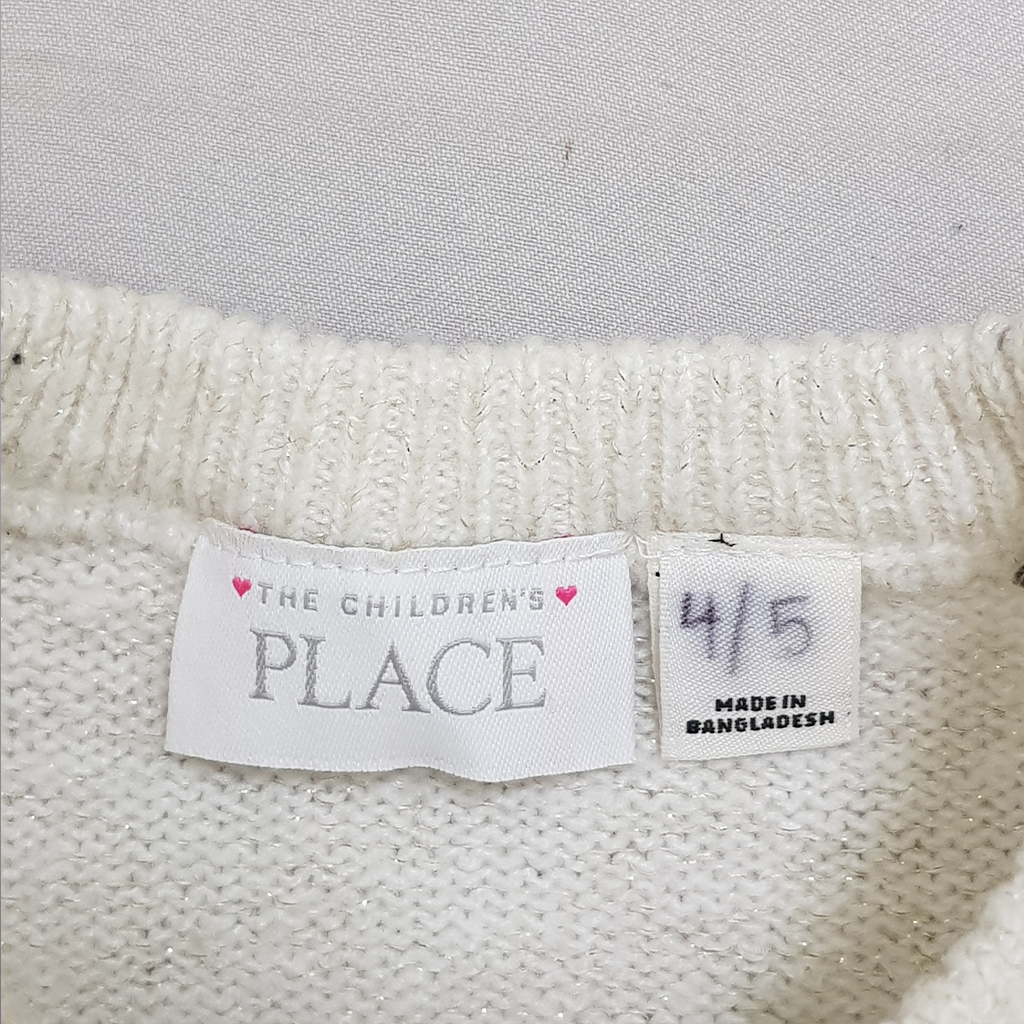 THE CHILDREN'S
PLACE
4/5
MADE IN
BANGLADESH